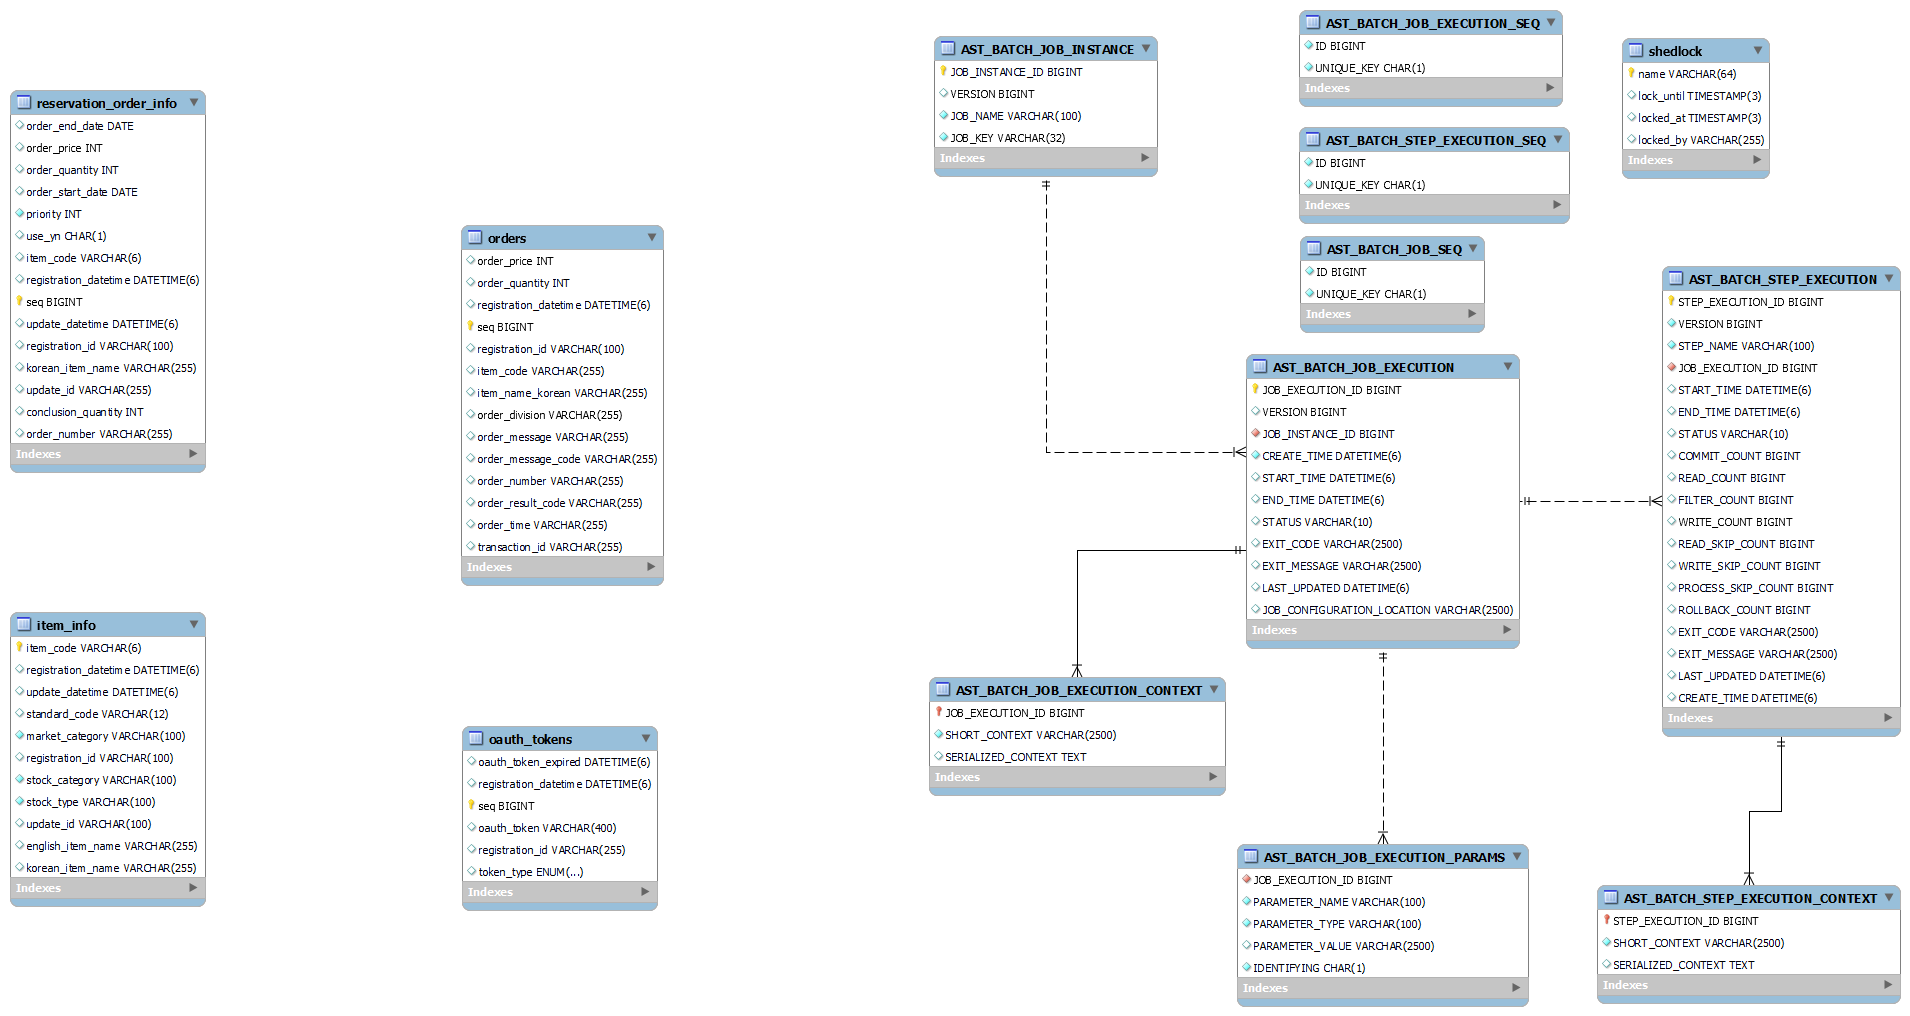 reservation_order_info
order_end_date DATE
order_price INT
order_quantity INT
order_start_date DATE
priority INT
use_yn CHAR(1)
item_code VARCHAR(6)
registration_datetime DATETIME(6)
seq BIGINT
update_datetime DATETIME(6)
registration_id VARCHAR(100)
korean_item_name VARCHAR(255)
update_id VARCHAR(255)
conclusion_quantity INT
order_number VARCHAR(255)
Indexes
item_info
item_code VARCHAR(6)
registration_datetime DATETIME(6)
update_datetime DATETIME(6)
standard_code VARCHAR(12)
market_category VARCHAR(100)
registration_id VARCHAR(100)
stock_category VARCHAR(100)
stock_type VARCHAR(100)
update_id VARCHAR(100)
english_item_name VARCHAR(255)
korean_item_name VARCHAR(255)
Indexes
orders
order_price INT
order_quantity INT
registration_datetime DATETIME(6)
seq BIGINT
registration_id VARCHAR(100)
item_code VARCHAR(255)
item_name_korean VARCHAR(255)
order_division VARCHAR(255)
order_message VARCHAR(255)
order_message_code VARCHAR(255)
order_number VARCHAR(255)
order_result_code VARCHAR(255)
order_time VARCHAR(255)
transaction_id VARCHAR(255)
Indexes
oauth_tokens
oauth_token_expired DATETIME(6)
registration_datetime DATETIME(6)
seq BIGINT
oauth_token VARCHAR(400)
registration_id VARCHAR(255)
token_type ENUM(...)
Indexes
AST_BATCH_JOB_INSTANCE
JOB_INSTANCE_ID BIGINT
VERSION BIGINT
JOB_NAME VARCHAR(100)
JOB_KEY VARCHAR(32)
Indexes
AST_BATCH_JOB_EXECUTION_SEQ
ID BIGINT
UNIQUE_KEY CHAR(1)
Indexes
AST_BATCH_STEP_EXECUTION_SEQ
ID BIGINT
UNIQUE_KEY CHAR(1)
Indexes
AST_BATCH_JOB_SEQ
ID BIGINT
UNIQUE_KEY CHAR(1)
Indexes
shedlock
name VARCHAR(64)
lock_until TIMESTAMP(3)
locked_at TIMESTAMP(3)
locked_by VARCHAR(255)
Indexes
AST_BATCH_JOB_EXECUTION
JOB_EXECUTION_ID BIGINT
VERSION BIGINT
JOB_INSTANCE_ID BIGINT
CREATE_TIME DATETIME(6)
START_TIME DATETIME(6)
END_TIME DATETIME(6)
STATUS VARCHAR(10)
EXIT_CODE VARCHAR(2500)
EXIT_MESSAGE VARCHAR(2500)
LAST_UPDATED DATETIME(6)
JOB_CONFIGURATION_LOCATION VARCHAR(2500)
Indexes
AST_BATCH_STEP_EXECUTION
STEP_EXECUTION_ID BIGINT
VERSION BIGINT
STEP_NAME VARCHAR(100)
JOB_EXECUTION_ID BIGINT
START_TIME DATETIME(6)
END_TIME DATETIME(6)
STATUS VARCHAR(10)
COMMIT_COUNT BIGINT
READ_COUNT BIGINT
FILTER_COUNT BIGINT
WRITE_COUNT BIGINT
READ_SKIP_COUNT BIGINT
WRITE_SKIP_COUNT BIGINT
PROCESS_SKIP_COUNT BIGINT
ROLLBACK_COUNT BIGINT
EXIT_CODE VARCHAR(2500)
EXIT_MESSAGE VARCHAR(2500)
LAST_UPDATED DATETIME(6)
CREATE_TIME DATETIME(6)
Indexes
AST_BATCH_JOB_EXECUTION_CONTEXT
JOB_EXECUTION_ID BIGINT
SHORT_CONTEXT VARCHAR(2500)
SERIALIZED_CONTEXT TEXT
Indexes
AST_BATCH_JOB_EXECUTION_PARAMS
JOB_EXECUTION_ID BIGINT
PARAMETER_NAME VARCHAR(100)
PARAMETER_TYPE VARCHAR(100)
PARAMETER_VALUE VARCHAR(2500)
IDENTIFYING CHAR(1)
Indexes
AST_BATCH_STEP_EXECUTION_CONTEXT
STEP_EXECUTION_ID BIGINT
SHORT_CONTEXT VARCHAR(2500)
SERIALIZED_CONTEXT TEXT
Indexes